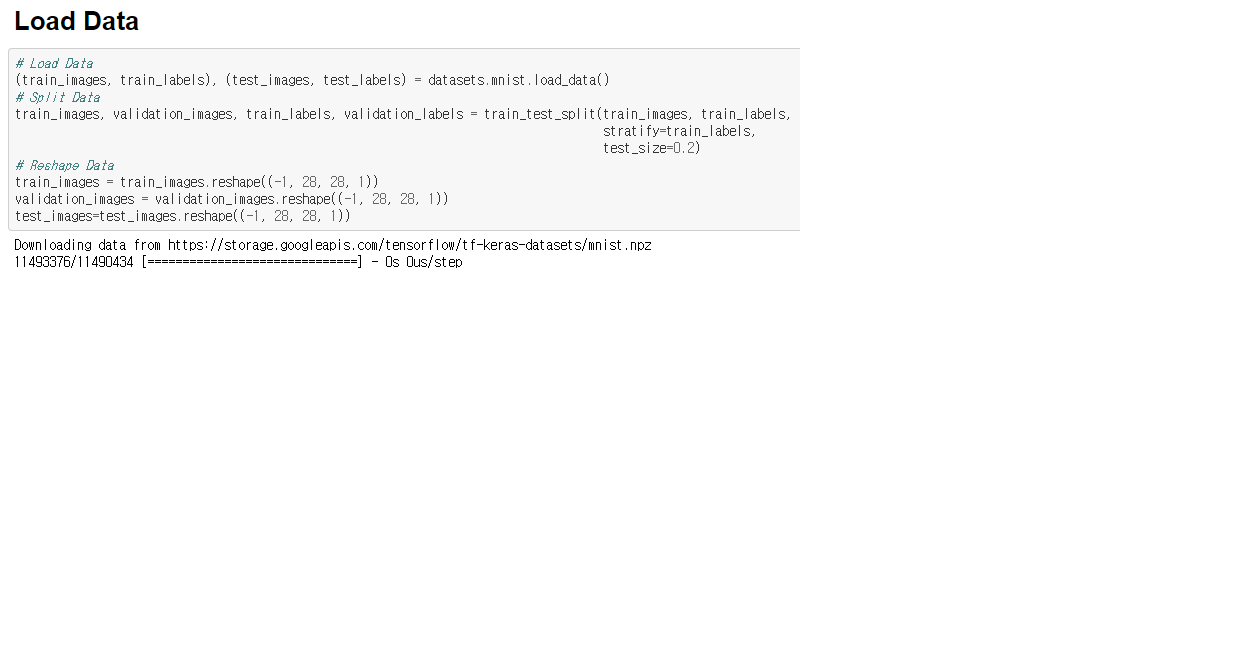 Load Data
# Load Data
(train_images, train_labels), (test_images, test_labels) = datasets.mnist.load_data()
# Split Data
train_images, validation_images, train_labels, validation_labels = train_test_split(train_images, train_labels,
stratify=train_labels,
test_size=0.2)
# Reshape Data
train_images = train_images.reshape((-1, 28, 28, 1))
validation_images = validation_images.reshape((-1, 28, 28, 1))
test_images=test_images.reshape((-1, 28, 28, 1))
Downloading data from https://storage.googleapis.com/tensorflow/tf-keras-datasets/mnist.npz
11493376/11490434 [==============================] - 0s 0us/step